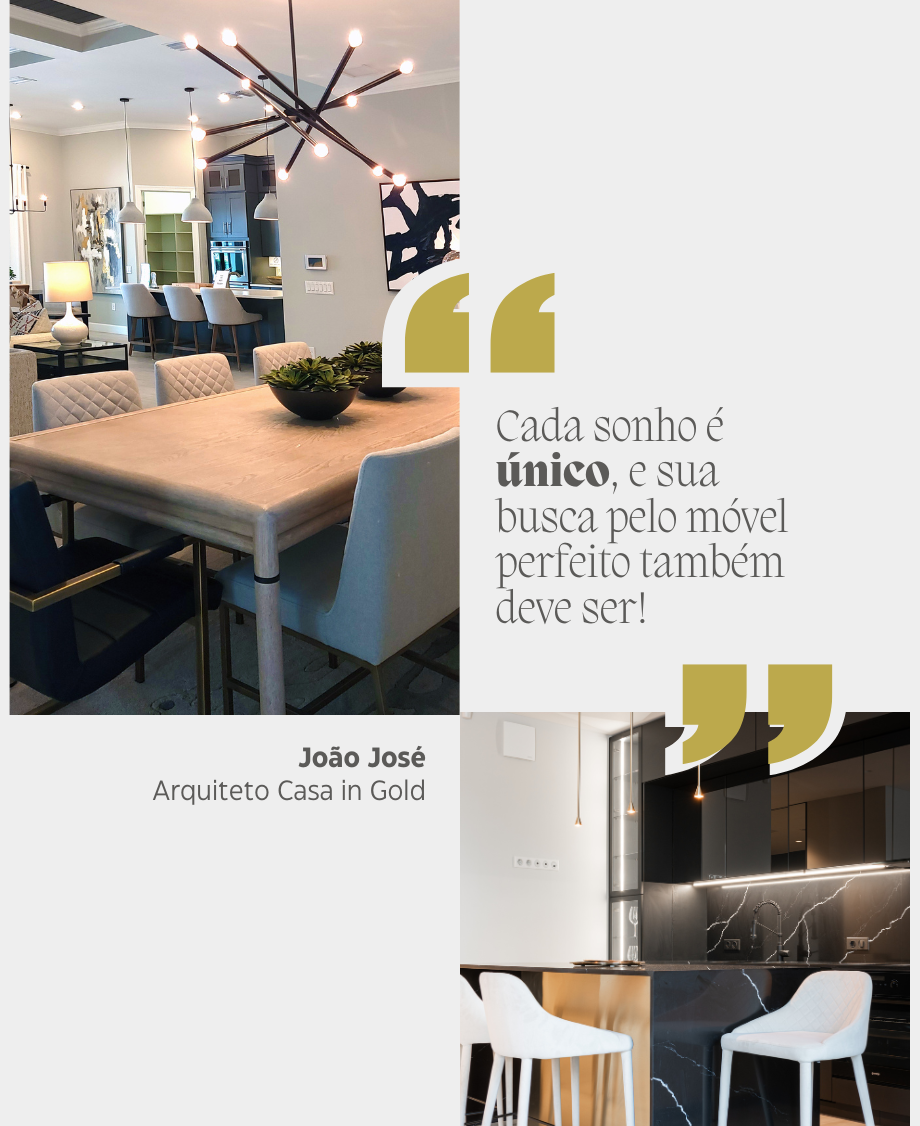 Cada sonho é
único, e sua
busca pelo móvel
perfeito também
deve ser!
João José
Arquiteto Casa in Gold